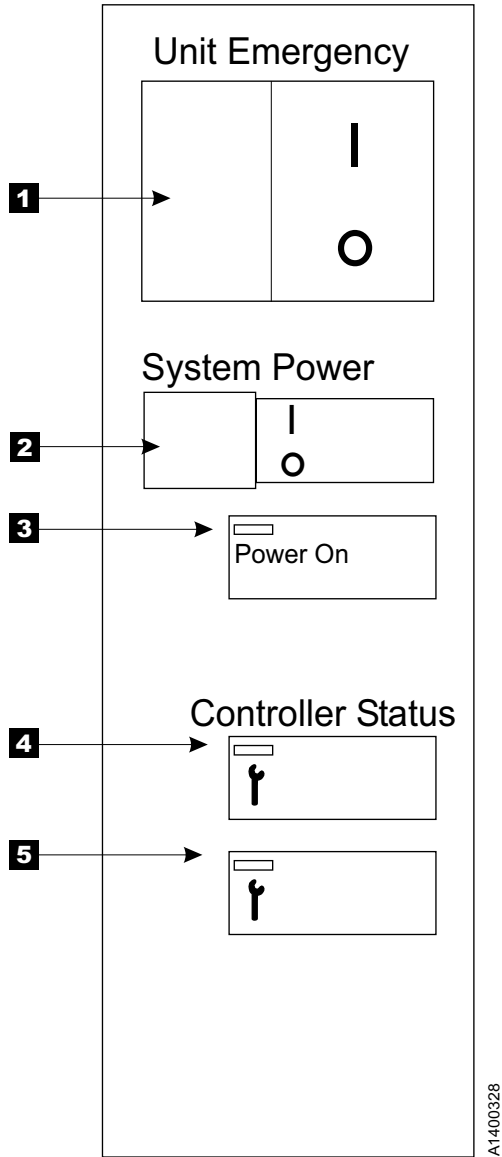 Unit Emergency
1
I
O
System Power
2
I
O
3
Power On
Controller Status
4
5
A1400328